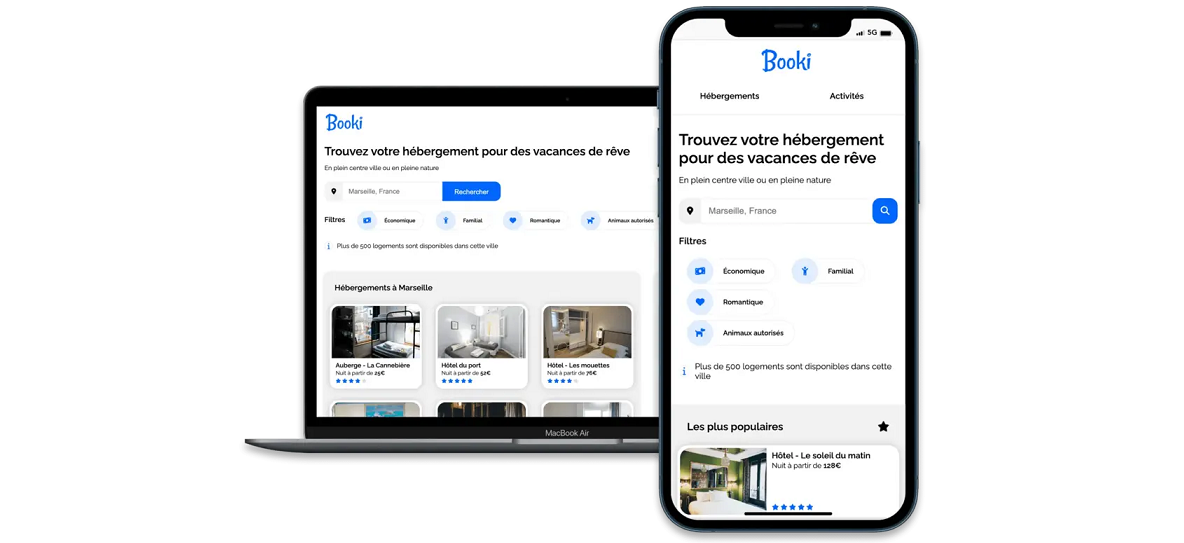 Booki
Trouvez votre hébergement pour des vacances de rêve
En plein centre ville ou en pleine nature
Marseille, France
Rechercher
Filtres
Économique
Familial
Romantique
Animaux autorisés
Plus de 500 logements sont disponibles dans cette ville
Hébergements à Marseille
Auberge - La Cannebière
Nuit à partir de 25€
Hôtel du port
Nuit à partir de 52€
Hôtel - Les mouettes
Nuit à partir de 76€
MacBook Air
5G
Booki
Hébergements
Activités
Trouvez votre hébergement
pour des vacances de rêve
En plein centre ville ou en pleine nature
Marseille, France
Filtres
Économique
Familial
Romantique
Animaux autorisés
Plus de 500 logements sont disponibles dans cette
ville
Les plus populaires
Hôtel - Le soleil du matin
Nuit à partir de 128€